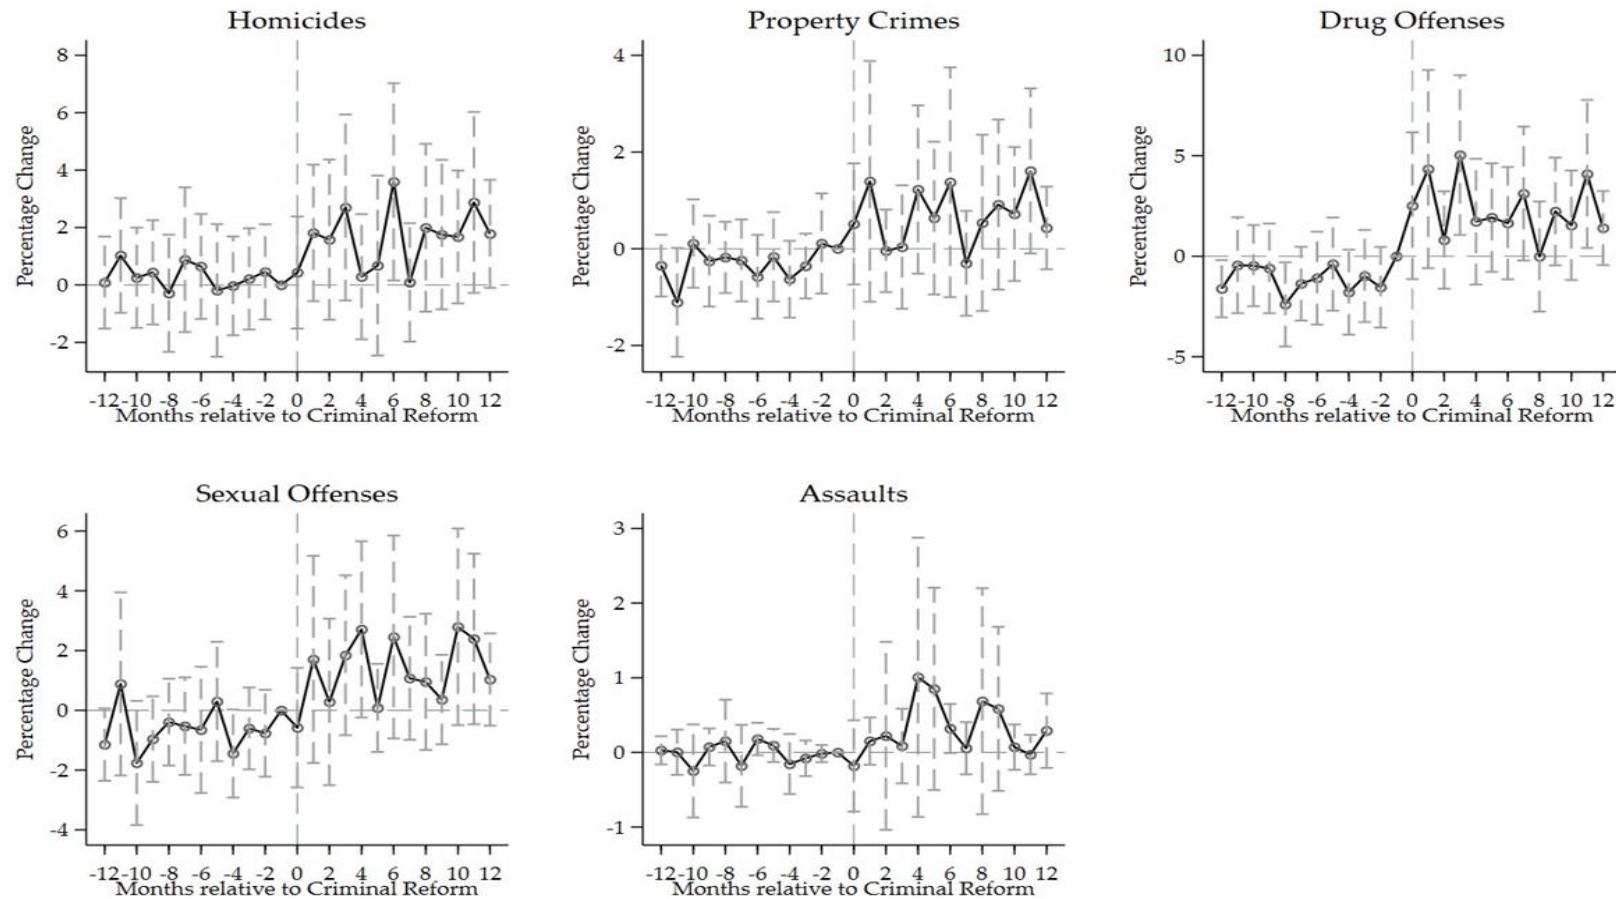 Homicides
Percentage Change
8
6
4
2
0
-2
-12 -10 -8 -6 -4 -2 0 2 4 6 8 10 12
Months relative to Criminal Reform
Property Crimes
Percentage Change
4
2
0
-2
-12 -10 -8 -6 -4 -2 0 2 4 6 8 10 12
Months relative to Criminal Reform
Drug Offenses
Percentage Change
10
5
0
-5
-12 -10 -8 -6 -4 -2 0 2 4 6 8 10 12
Months relative to Criminal Reform
Sexual Offenses
Percentage Change
6
4
2
0
-2
-4
-12 -10 -8 -6 -4 -2 0 2 4 6 8 10 12
Months relative to Criminal Reform
Assaults
Percentage Change
3
2
1
0
-1
-12 -10 -8 -6 -4 -2 0 2 4 6 8 10 12
Months relative to Criminal Reform